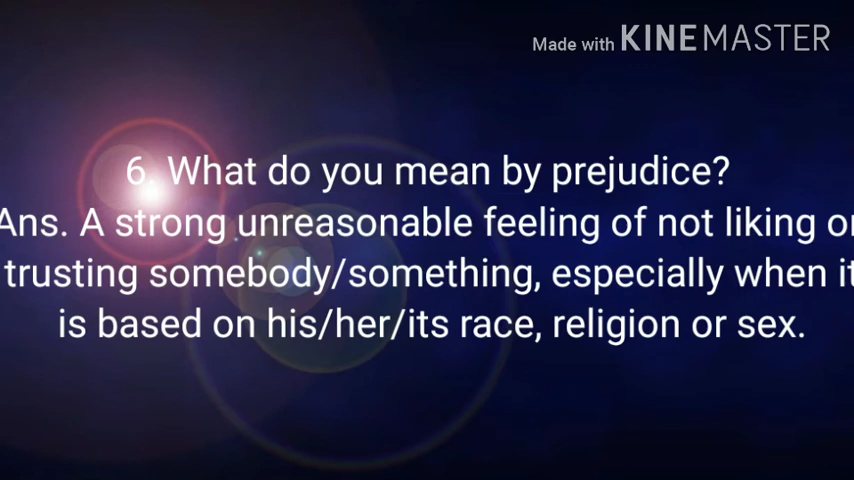 Made with KINEMASTER
6. What do you mean by prejudice?
Ans. A strong unreasonable feeling of not liking or
trusting somebody/something, especially when it
is based on his/her/its race, religion or sex.